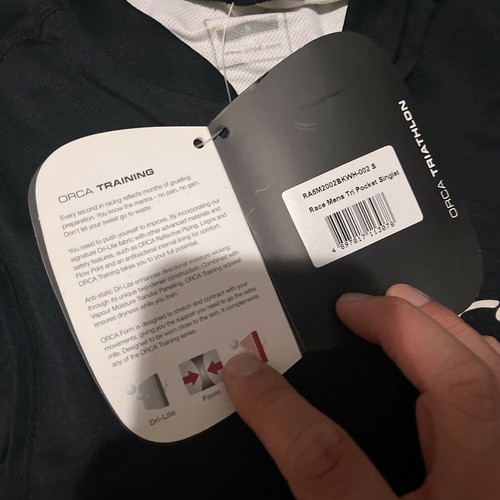 ORCA TRAINING
Every second in racing reflects months of gruelling
preparation. You know the mantra – no pain, no gain.
Don't let your sweat go to waste.
You need to push yourself to improve. By incorporating our
signature Dri-Lite fabric with other advanced materials and
safety features, such as ORCA Reflective Piping, Logos and
Flow Print and an antibacterial internal lining for comfort,
ORCA Training takes you to your full potential.
Anti-static Dri-Lite enhances directional moisture wicking
through its unique two-denier construction. Combined with
Vapour Moisture Transfer Panelling, ORCA Training apparel
ensures dryness while you train.
ORCA Form is designed to stretch and contract with your
movements, giving you the support you need to go the extra
mile. Designed to be worn close to the skin, it complements
any of the ORCA Training series.
Dri-Lite
Form
RA5M2002BKWH-002 S
Race Mens Tri Pocket Singlet
4 897017 113078
ORCA TRIATHLON